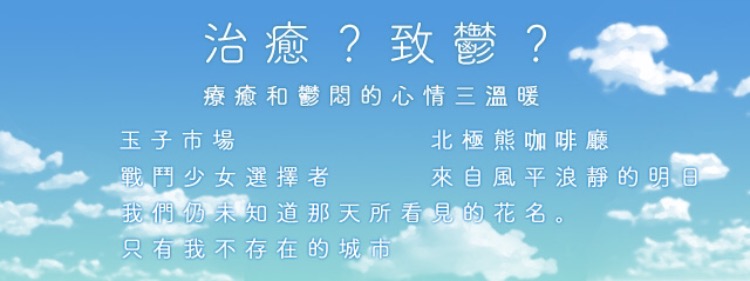 治癒？致鬱？
療癒和鬱悶的心情三溫暖
玉子市場 北極熊咖啡廳
戰鬥少女選擇者 來自風平浪靜的明日
我們仍未知道那天所看見的花名。
只有我不存在的城市